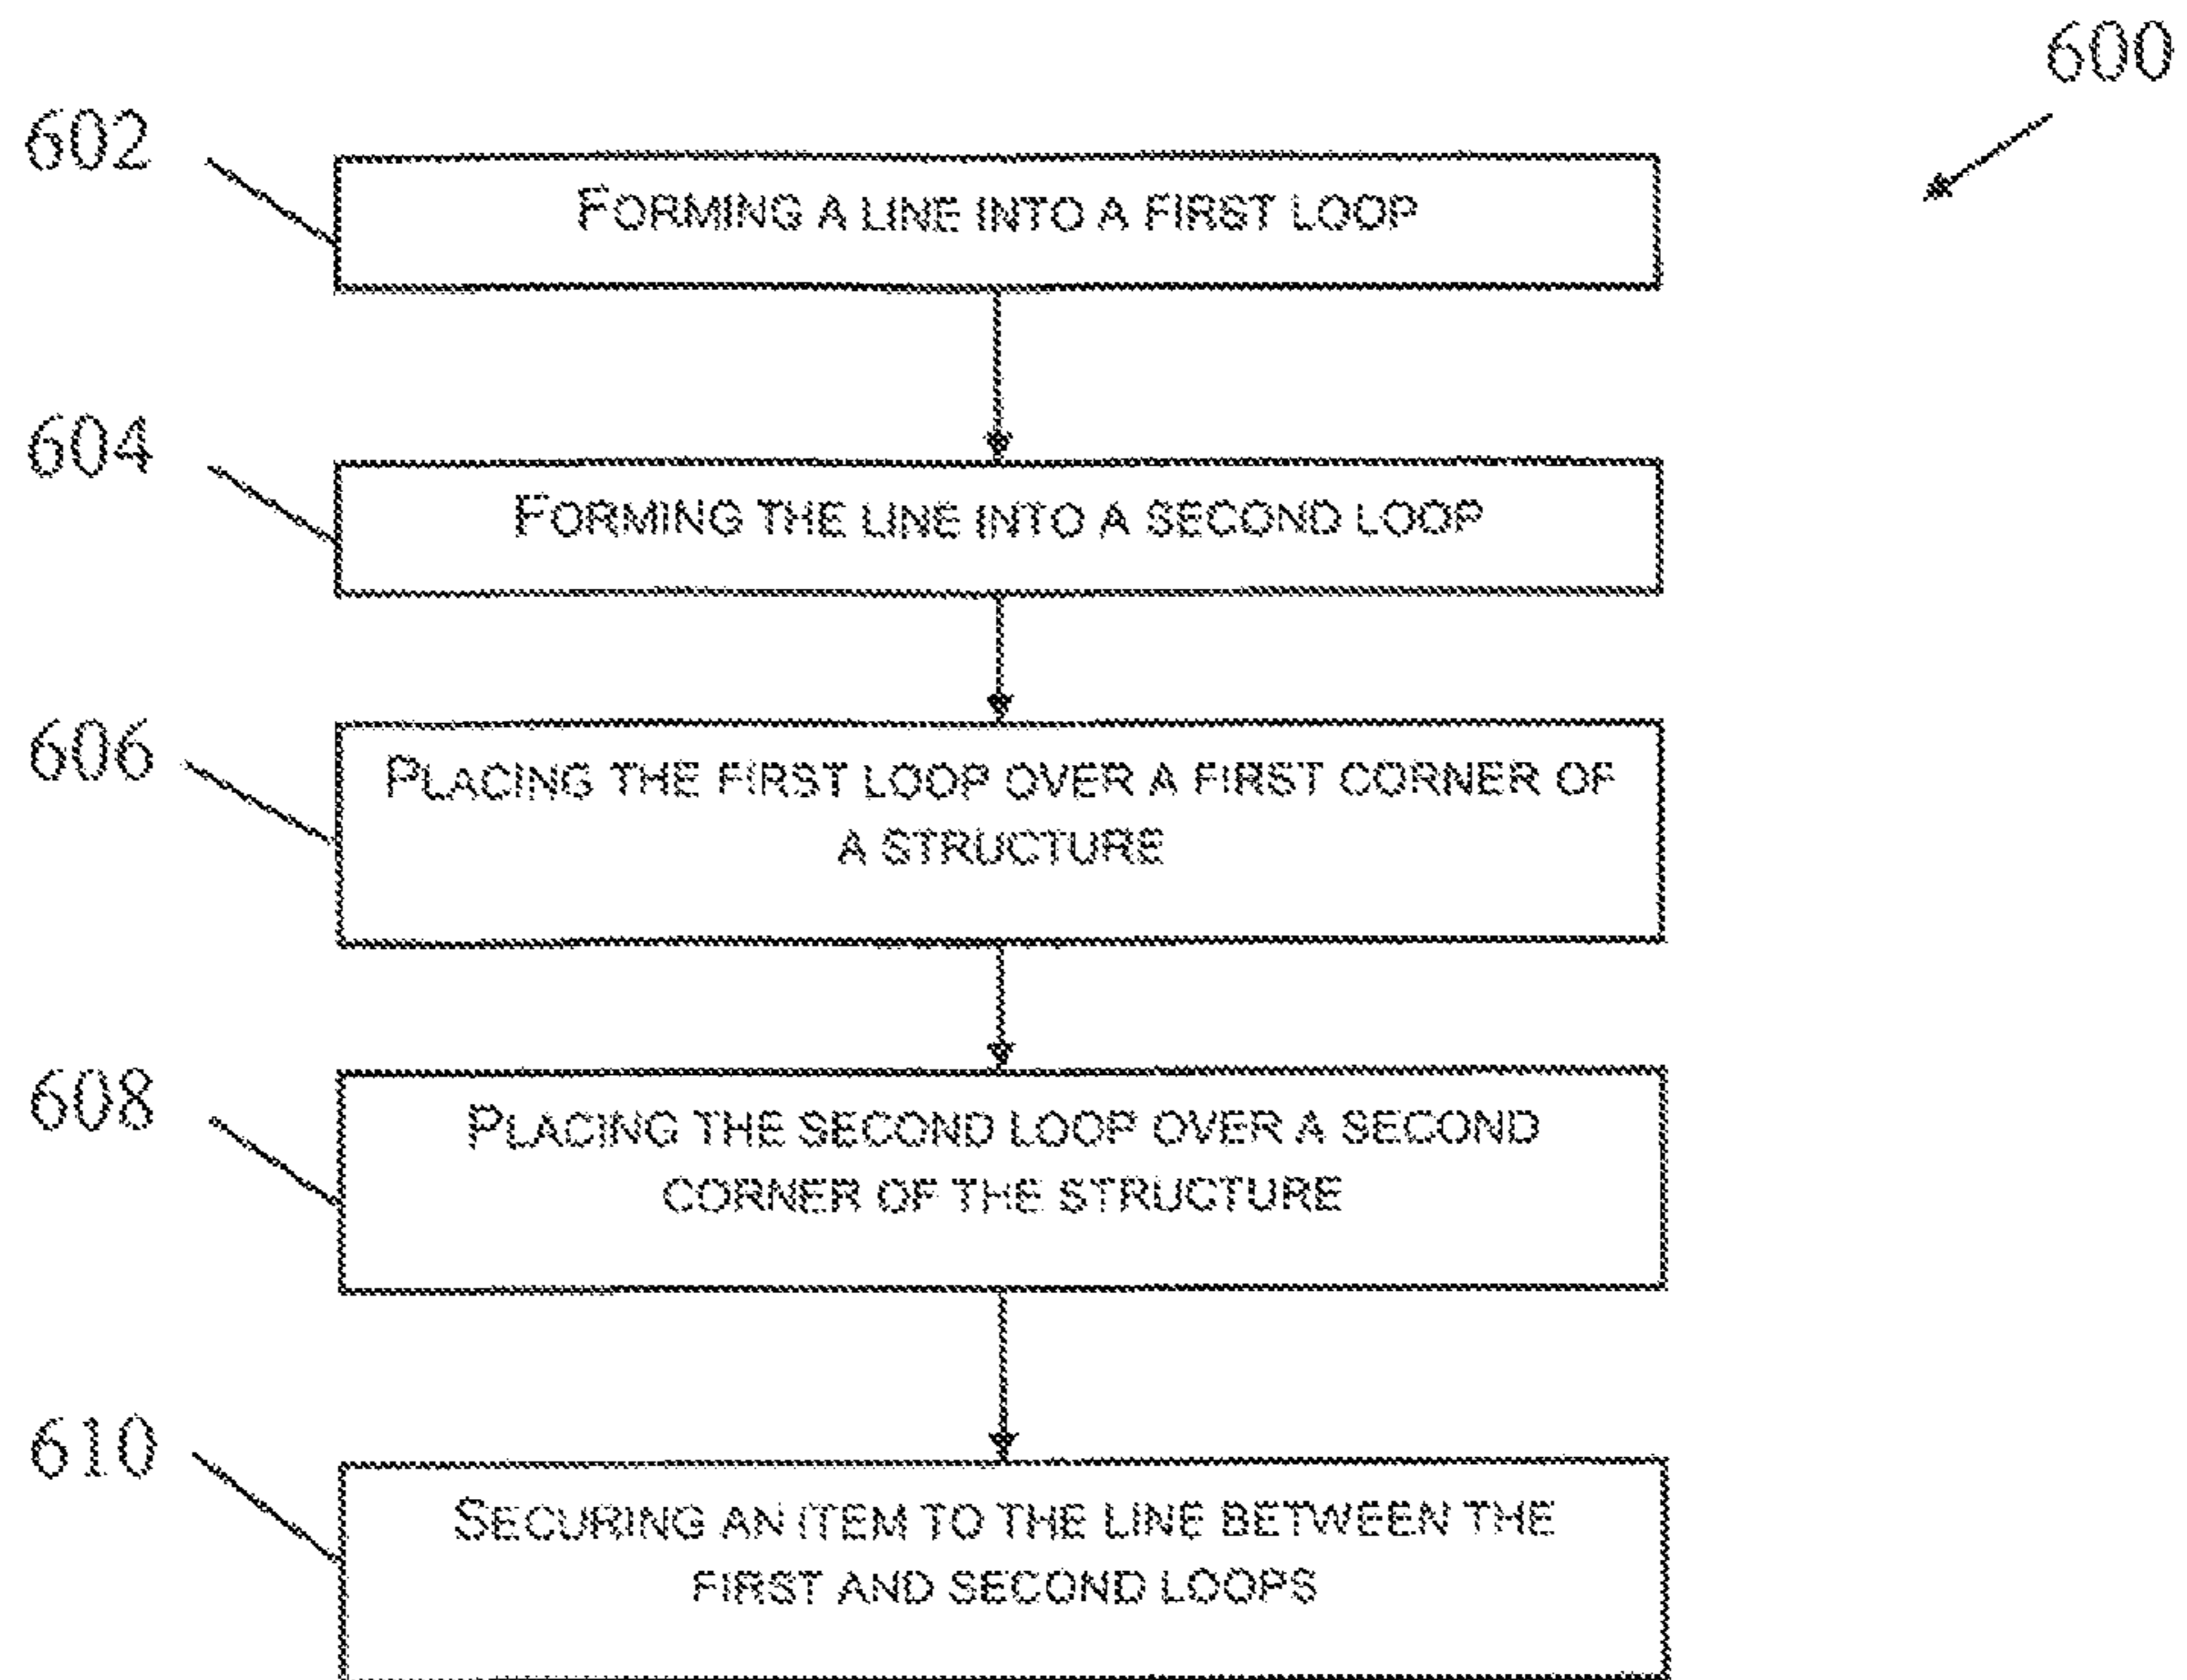 600
602
FORMING A LINE INTO A FIRST LOOP
604
FORMING THE LINE INTO A SECOND LOOP
606
PLACING THE FIRST LOOP OVER A FIRST CORNER OF
A STRUCTURE
608
PLACING THE SECOND LOOP OVER A SECOND
CORNER OF THE STRUCTURE
610
SECURING AN ITEM TO THE LINE BETWEEN THE
FIRST AND SECOND LOOPS